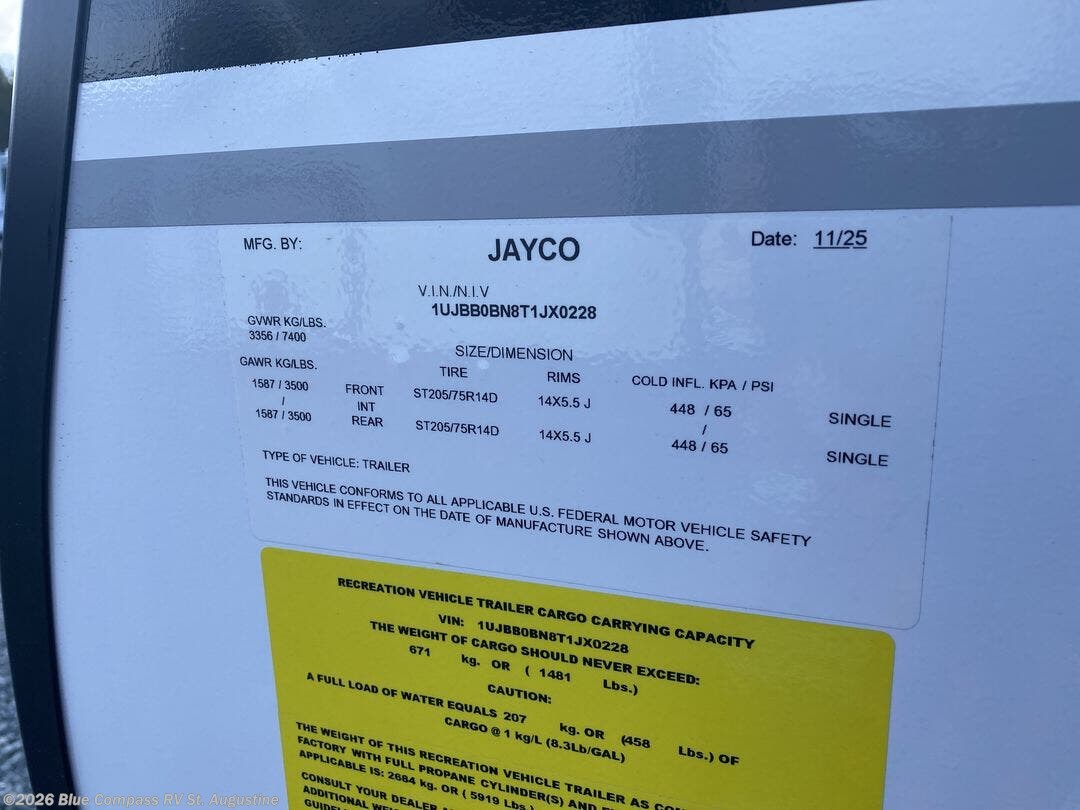 MFG. BY: JAYCO Date: 11/25
V.I.N./N.I.V
1UJBB0BN8T1JX0228
GVWR KG/LBS.
3356 / 7400
SIZE/DIMENSION
GAWR KG/LBS. TIRE RIMS COLD INFL. KPA / PSI
1587 / 3500 FRONT ST205/75R14D 14X5.5 J 448 / 65 SINGLE
/ INT /
1587 / 3500 REAR ST205/75R14D 14X5.5 J 448 / 65 SINGLE
TYPE OF VEHICLE: TRAILER
THIS VEHICLE CONFORMS TO ALL APPLICABLE U.S. FEDERAL MOTOR VEHICLE SAFETY
STANDARDS IN EFFECT ON THE DATE OF MANUFACTURE SHOWN ABOVE.
RECREATION VEHICLE TRAILER CARGO CARRYING CAPACITY
VIN: 1UJBB0BN8T1JX0228
THE WEIGHT OF CARGO SHOULD NEVER EXCEED:
671 kg. OR ( 1481 Lbs.)
CAUTION:
A FULL LOAD OF WATER EQUALS 207 kg. OR (458 Lbs.) OF
CARGO @ 1 kg/L (8.3Lb/GAL)
THE WEIGHT OF THIS RECREATION VEHICLE TRAILER AS
FACTORY WITH FULL PROPANE CYLINDER(S) AND
APPLICABLE IS: 2684 kg. OR ( 5919 Lbs.)
CONSULT YOUR DEALER
ADDITIONAL
©2026 Blue Compass RV St. Augustine